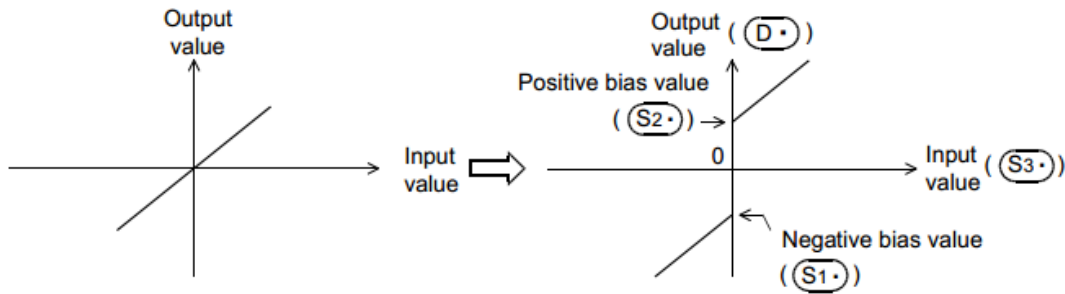 Output
value
Input
value
Output ( D· )
value
Positive bias value
( S2· )
0
Input ( S3· )
value
Negative bias value
( S1· )